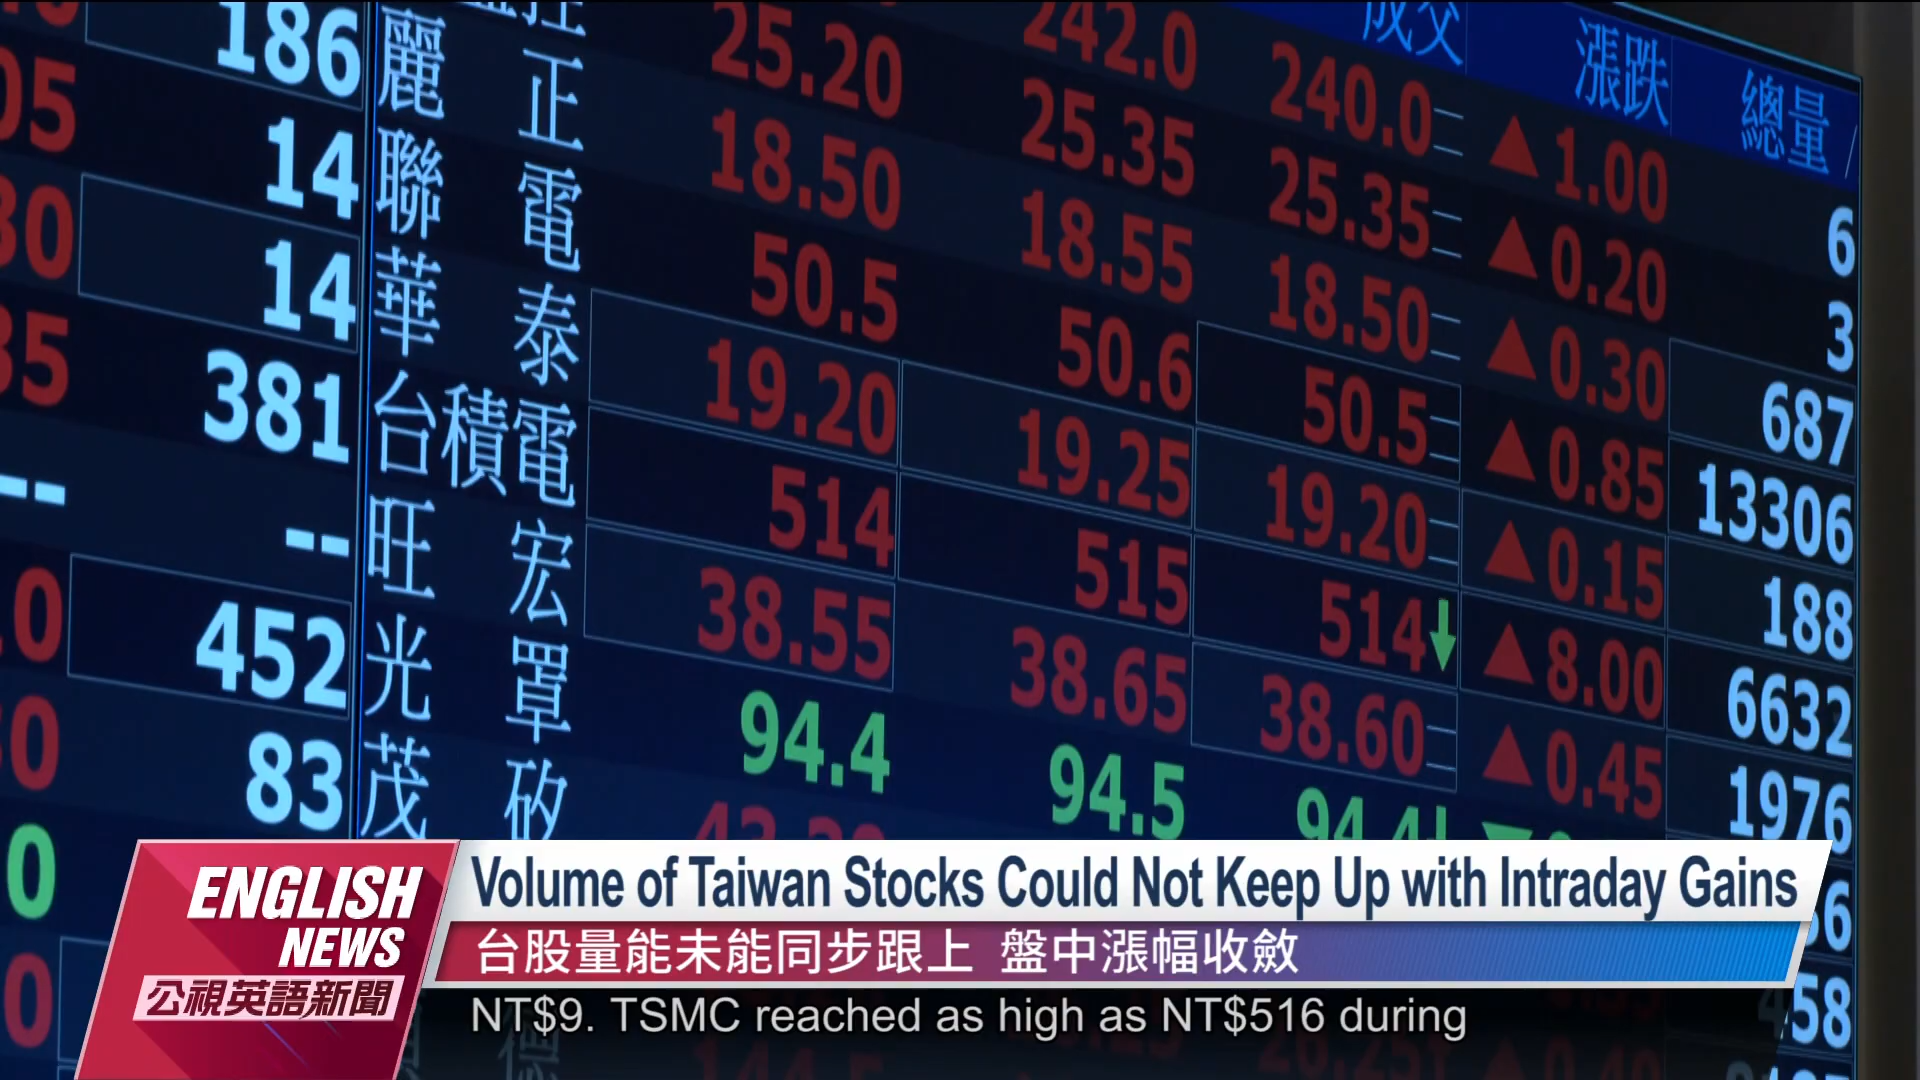 成交 漲跌 總量
242.0 240.0 ▲1.00 6
186 25.20 25.35 25.35 ▲0.20 3
14 麗正 18.50 18.55 18.50 ▲0.30 687
14 聯電 50.5 50.6 50.5 ▲0.85 13306
381 華泰 19.20 19.25 19.20 ▲0.15 188
-- -- 台積電 514 515 514↓ ▲8.00 6632
452 旺宏 38.55 38.65 38.60 ▲0.45 1976
83 光罩 94.4 94.5 94.4
茂矽
ENGLISH NEWS
公視英語新聞
Volume of Taiwan Stocks Could Not Keep Up with Intraday Gains
台股量能未能同步跟上 盤中漲幅收斂
NT$9. TSMC reached as high as NT$516 during